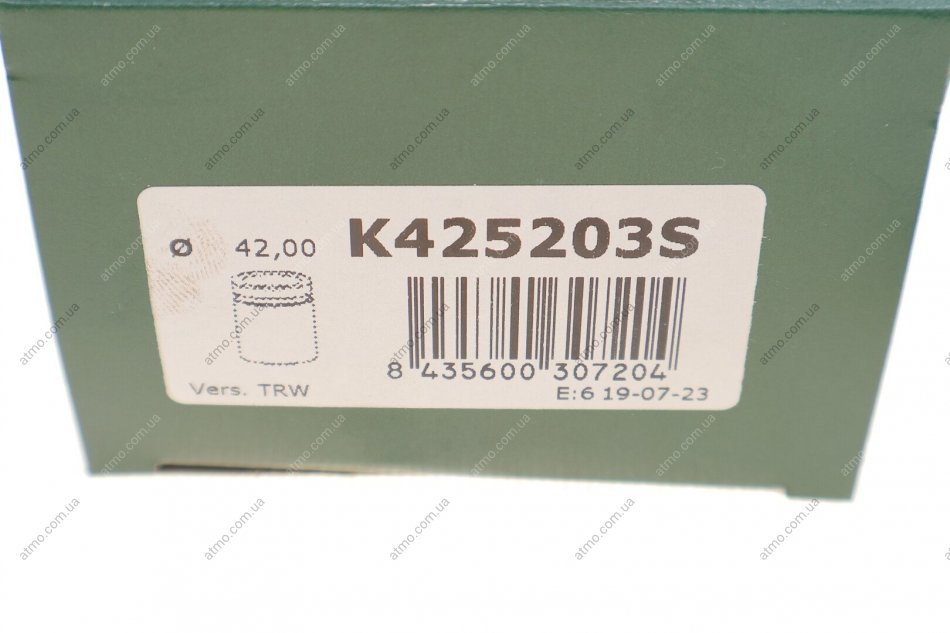 Ø 42,00 K425203S
8 435600 307204
Vers. TRW E:6 19-07-23
atmo.com.ua